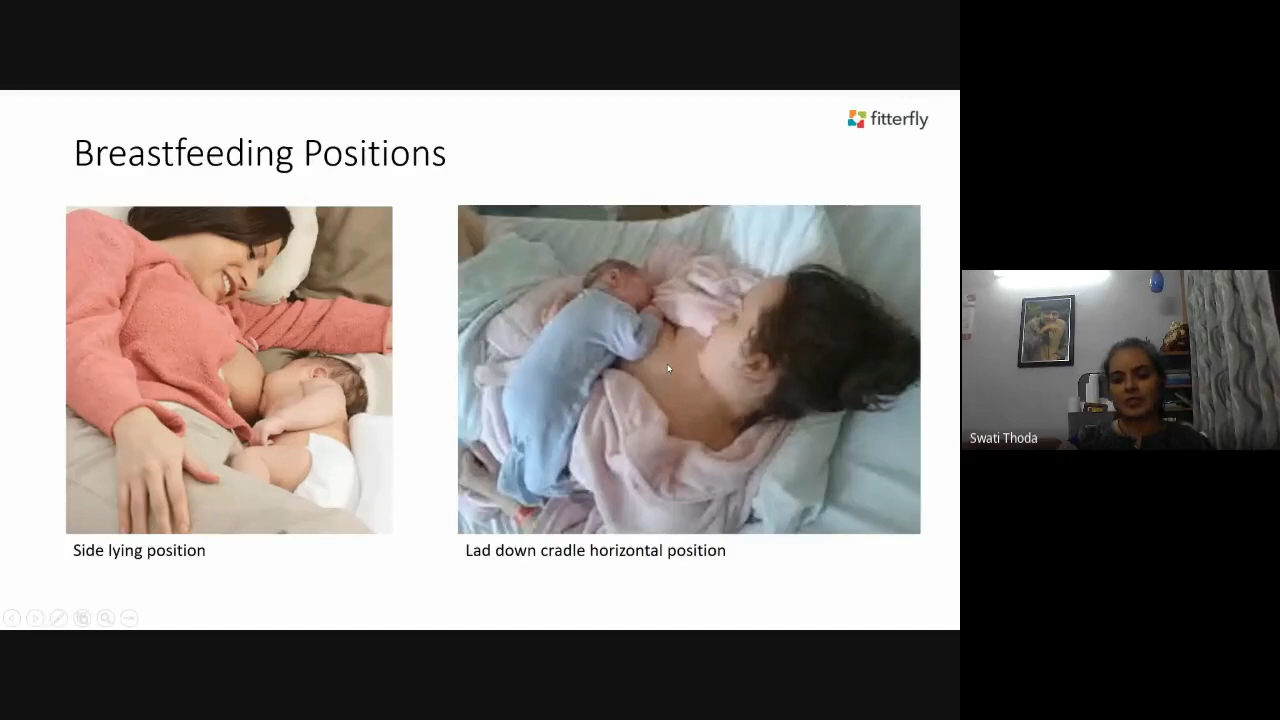 fitterfly
Breastfeeding Positions
Side lying position
Lad down cradle horizontal position
Swati Thoda